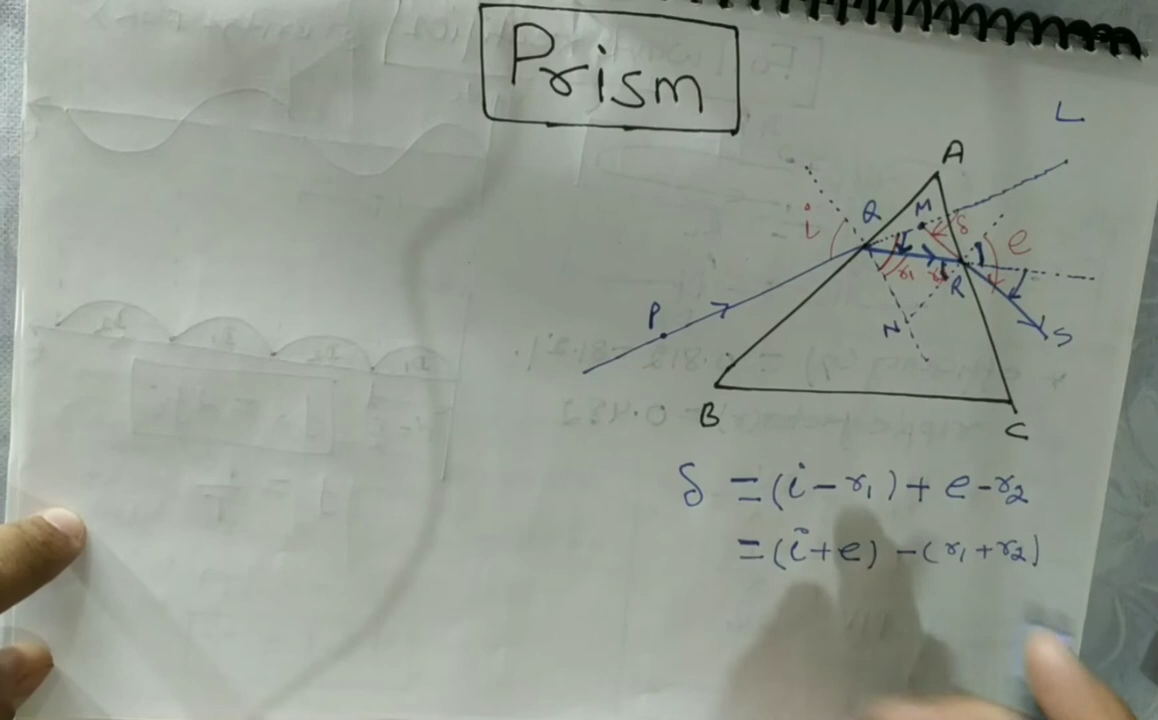 Prism
L
A
Q M δ
i e
r₁ r₂
R
P
N S
B
C
δ = (i - r₁) + e - r₂
= (i + e) - (r₁ + r₂)